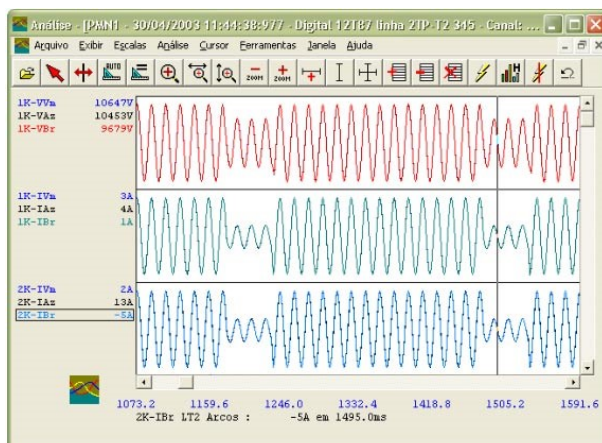 Análise - [PMN1 - 30/04/2003 11:44:38:977 - Digital 12TB7 linha 2TP-T2 345 - Canal: ...
Arquivo Exibir Escalas Análise Cursor Ferramentas Janela Ajuda
AUTO
ZOOM ZOOM H
1K-VVm 10647V
1K-VAz 10453V
1K-VBr 9679V
1K-IVm 3A
1K-IAz 4A
1K-IBr 1A
2K-IVm 2A
2K-IAz 13A
2K-IBr -5A
1073.2 1159.6 1246.0 1332.4 1418.8 1505.2 1591.6
2K-IBr LT2 Arcos : -5A em 1495.0ms